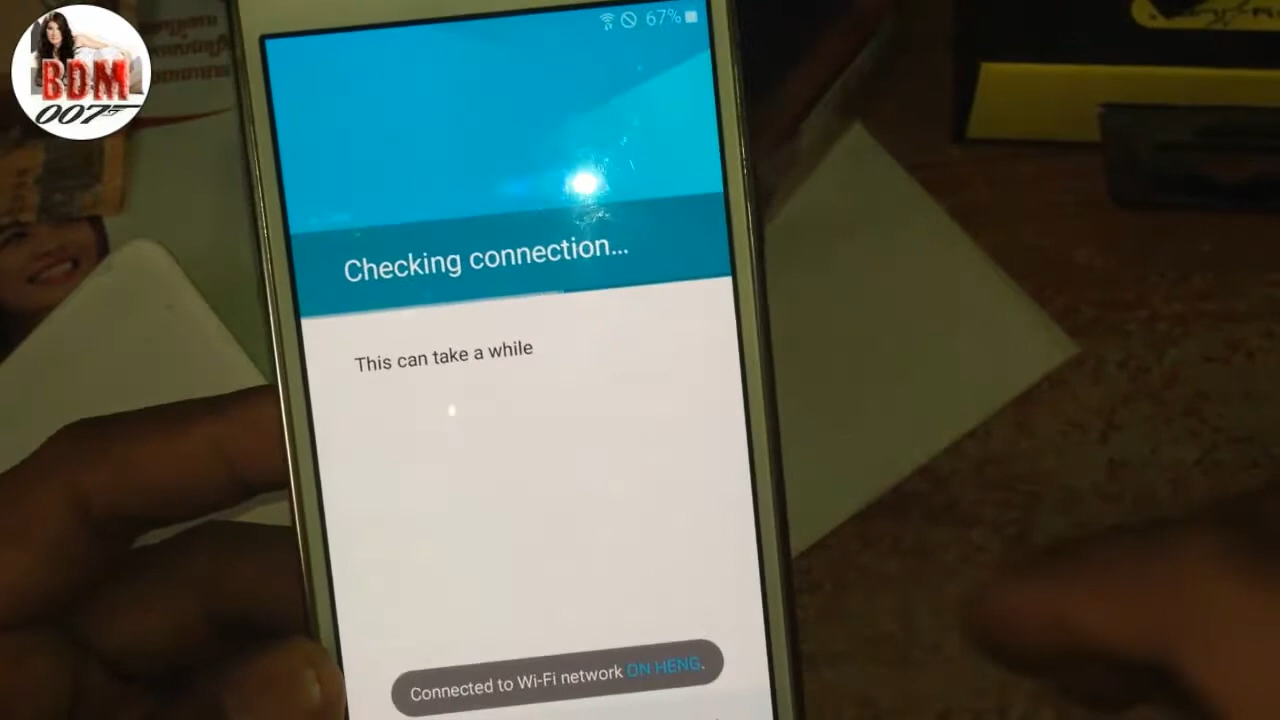 BDM
007
67%
Checking connection...
This can take a while
Connected to Wi-Fi network ON HENG.